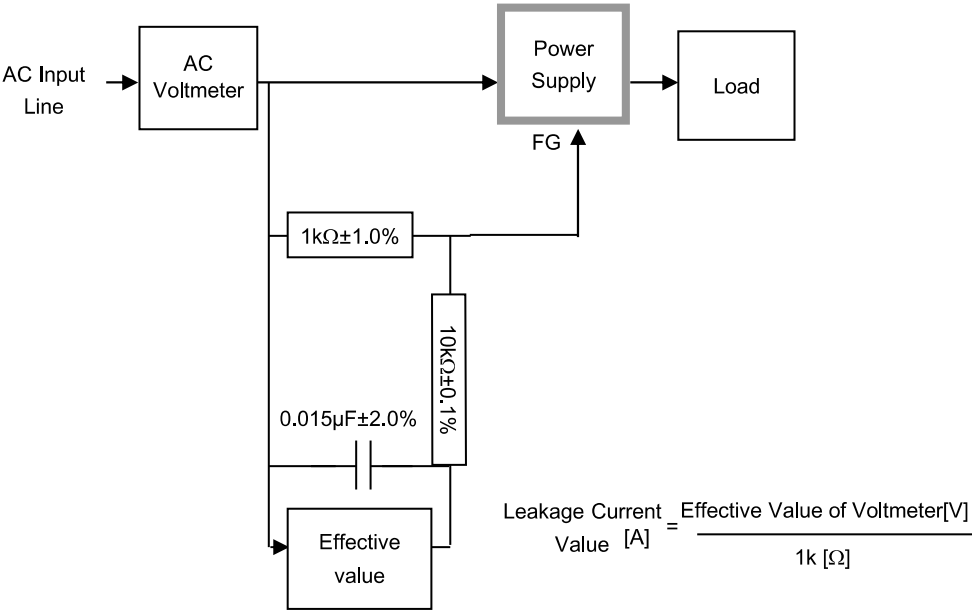 AC Input
Line
AC
Voltmeter
Power
Supply
Load
FG
1kΩ±1.0%
10kΩ±0.1%
0.015µF±2.0%
Effective
value
Leakage Current
Value [A] = Effective Value of Voltmeter[V]
1k [Ω]